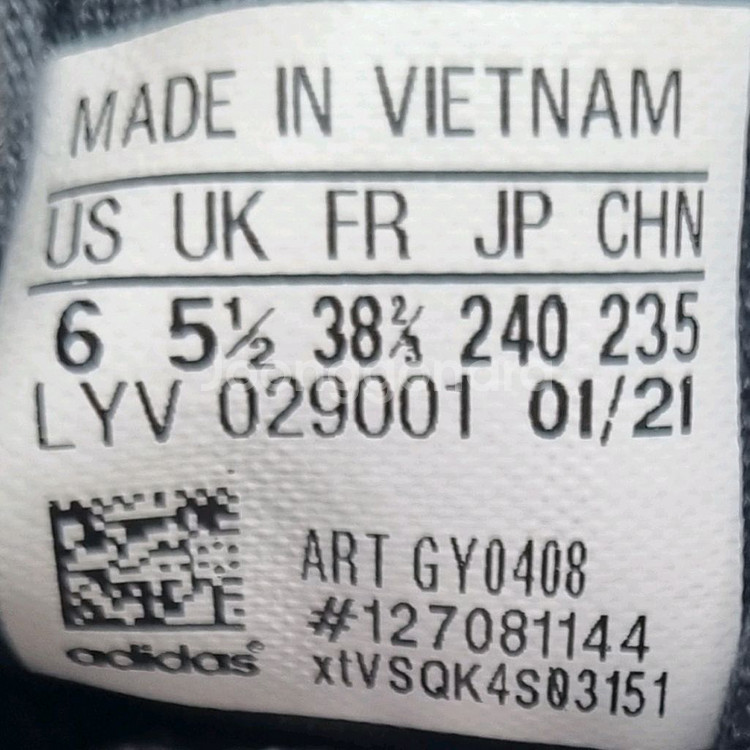 MADE IN VIETNAM
US UK FR JP CHN
6 5½ 38⅔ 240 235
LYV 029001 01/21
ART GY0408
#127081144
xtVSQK4S03151
adidas